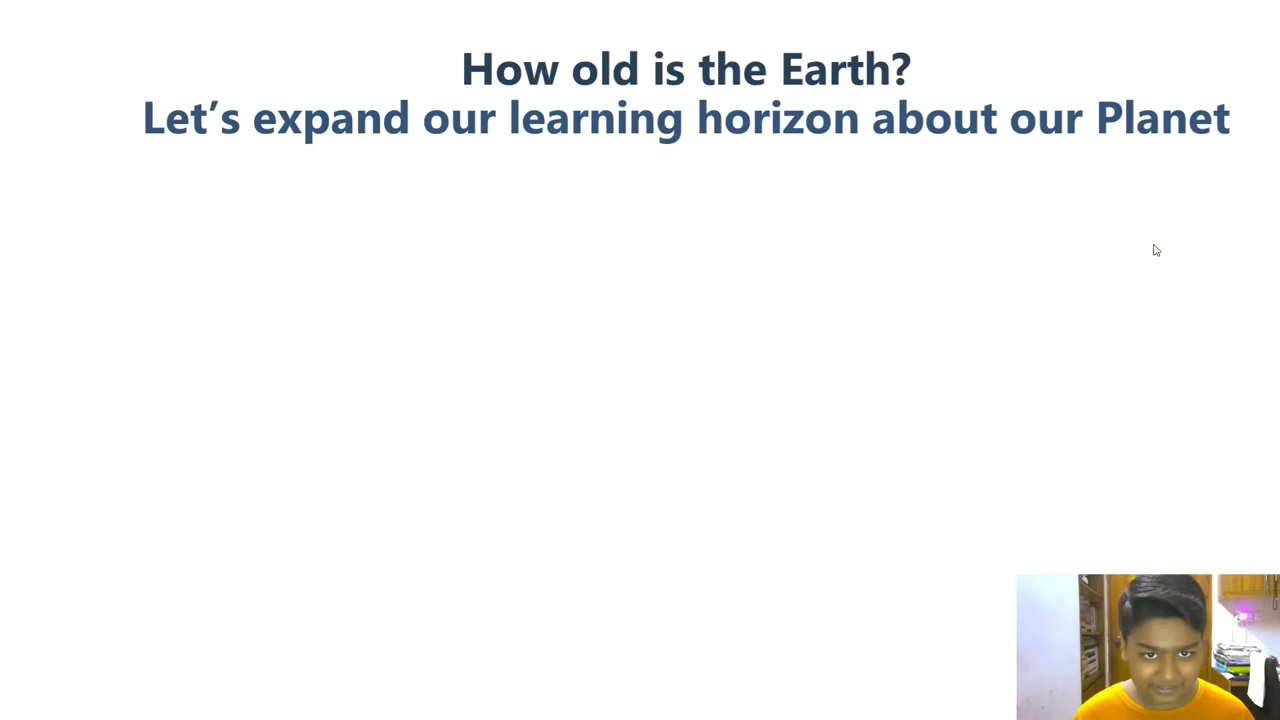 How old is the Earth?
Let’s expand our learning horizon about our Planet